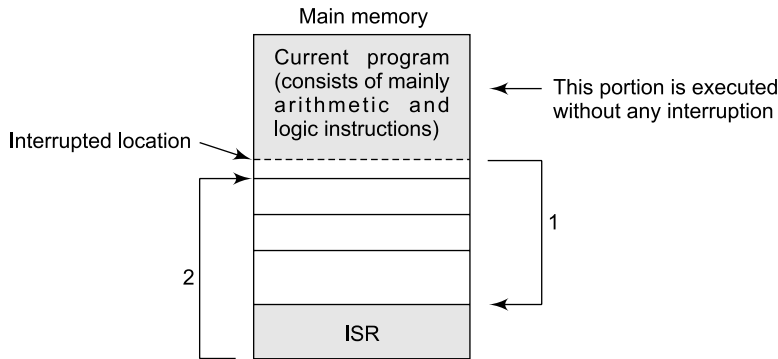 Main memory
Current program
(consists of mainly
arithmetic and
logic instructions)
This portion is executed
without any interruption
Interrupted location
1
2
ISR